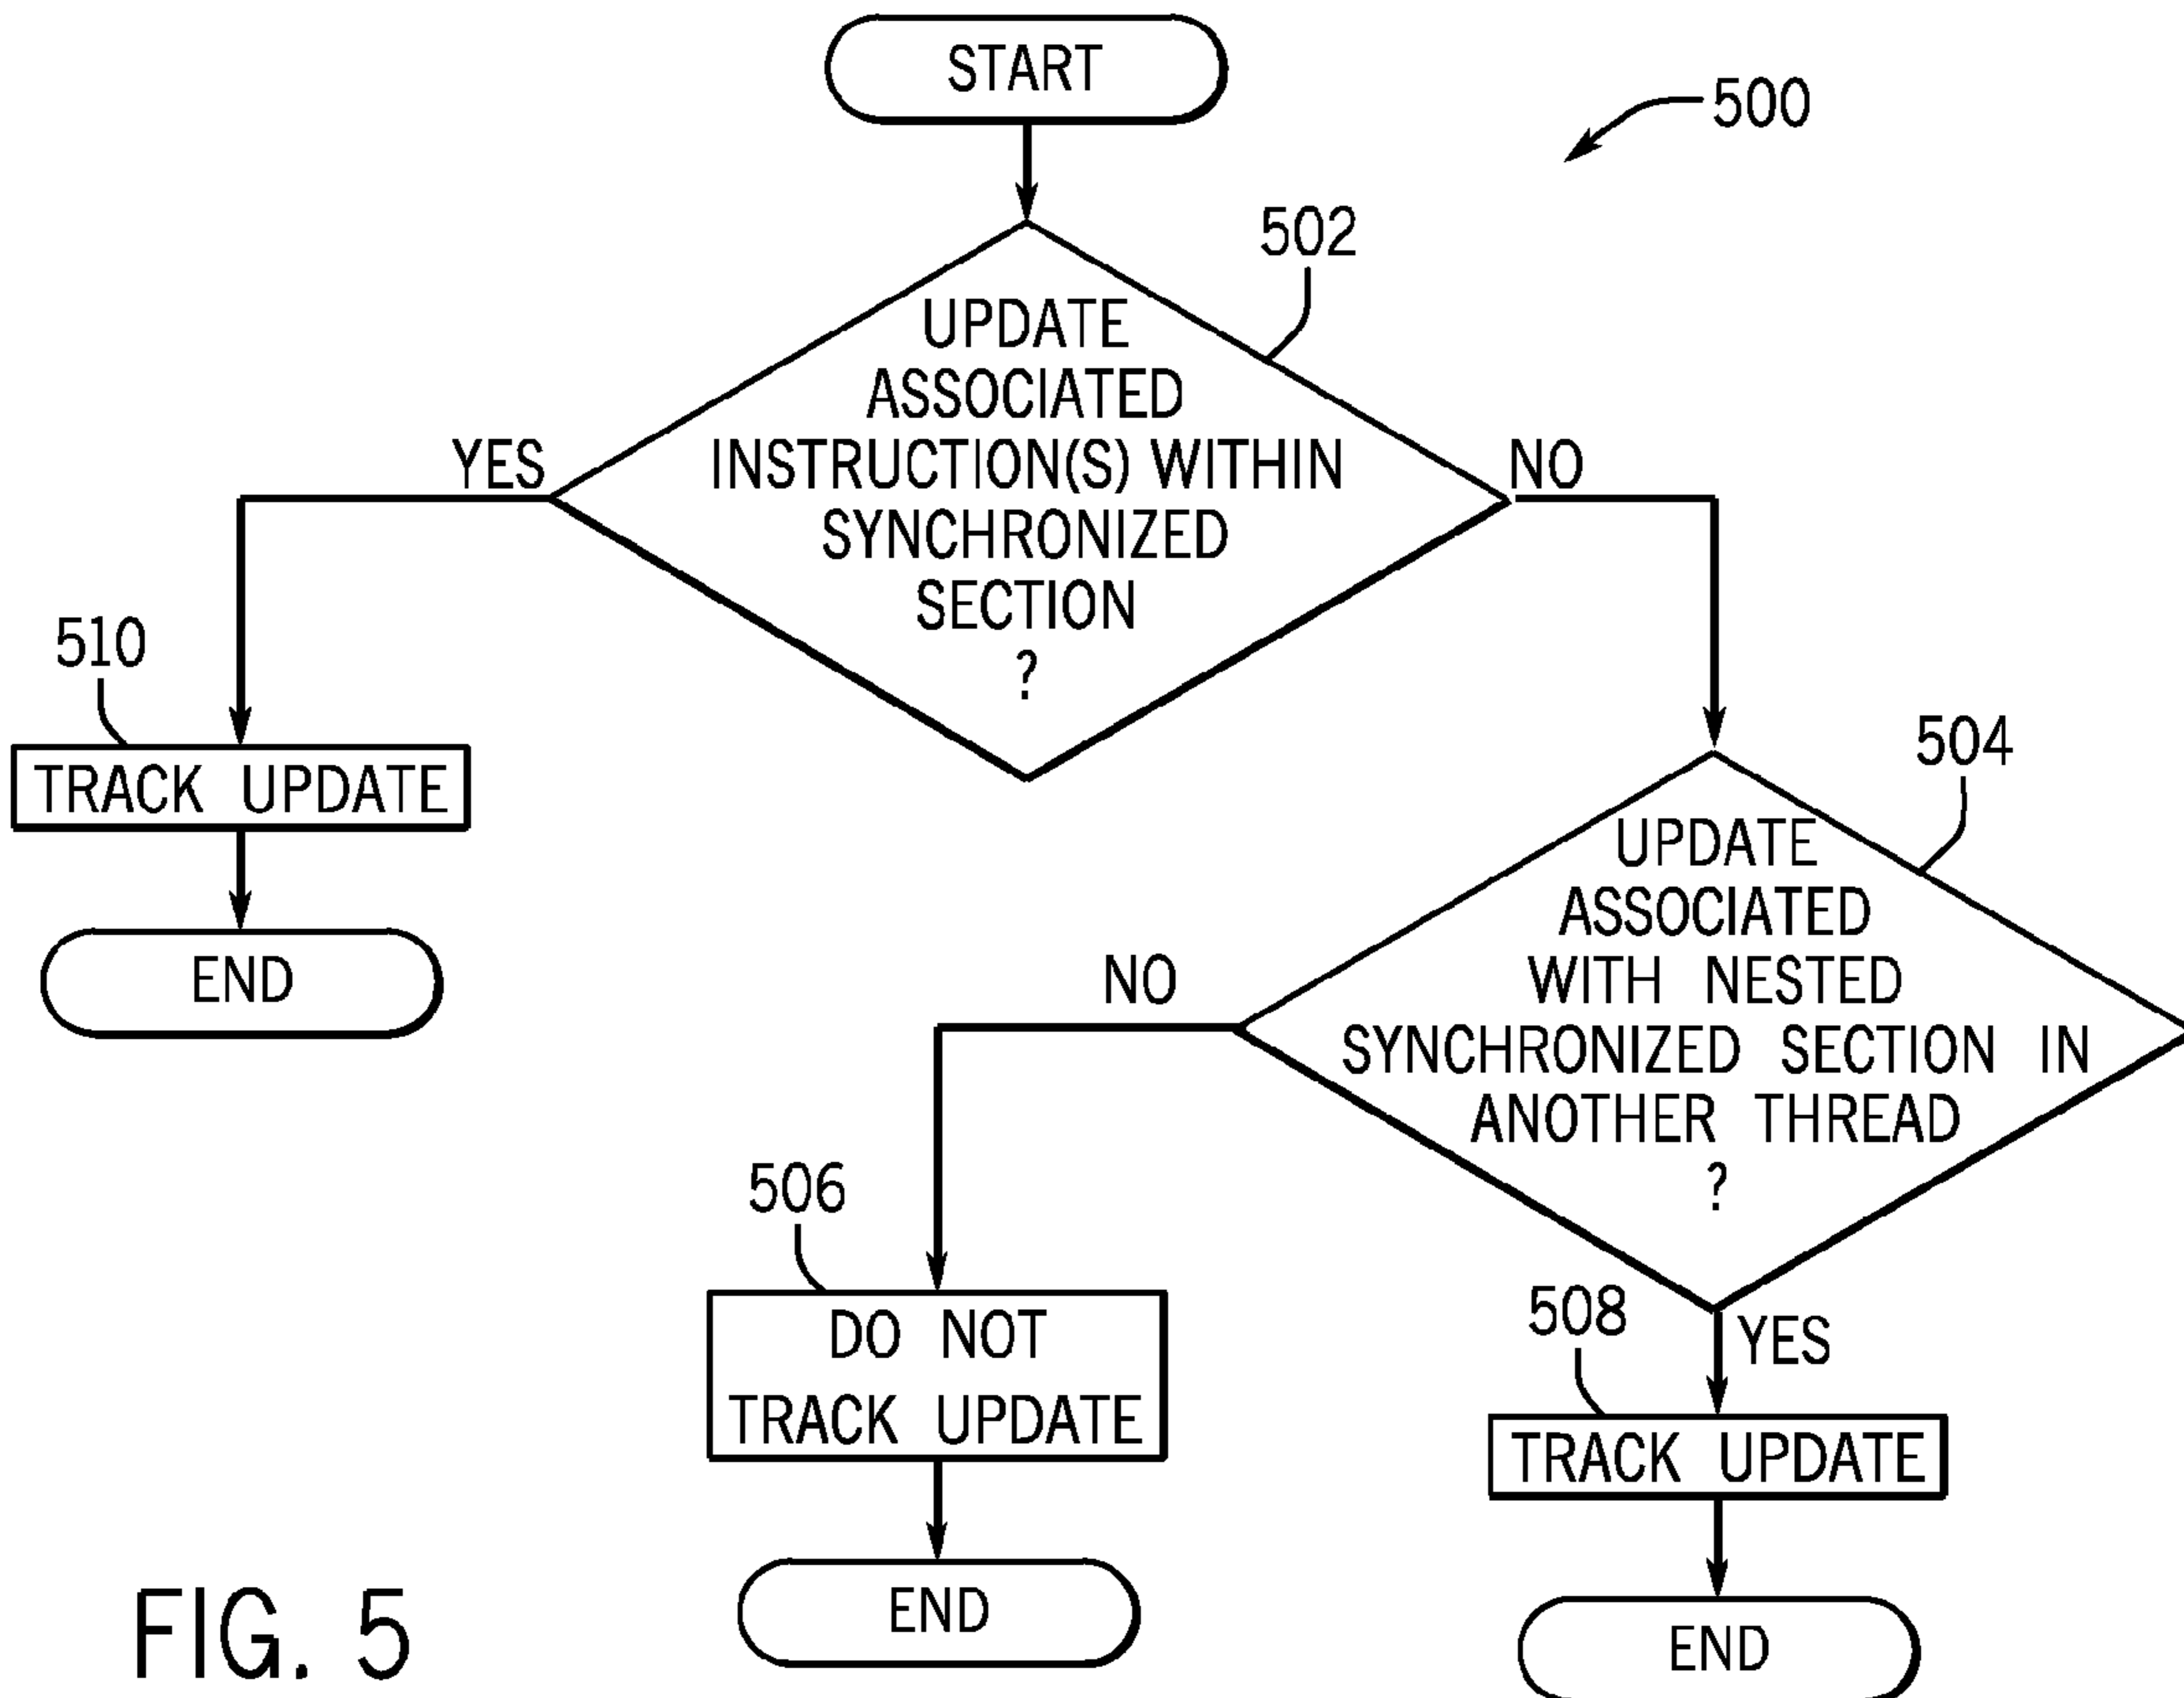 START
500
502
UPDATE
ASSOCIATED
INSTRUCTION(S) WITHIN
SYNCHRONIZED
SECTION
?
YES
NO
510
TRACK UPDATE
END
504
UPDATE
ASSOCIATED
WITH NESTED
SYNCHRONIZED SECTION IN
ANOTHER THREAD
?
NO
506
DO NOT
TRACK UPDATE
END
YES
508
TRACK UPDATE
END
FIG. 5